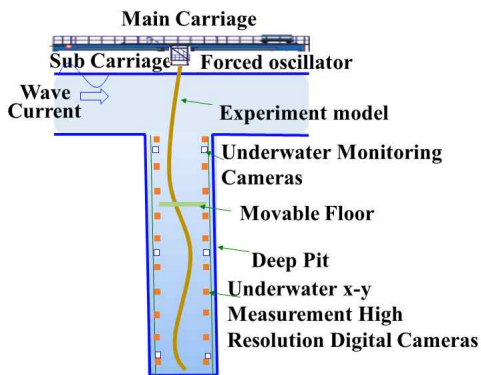 Main Carriage
Sub Carriage Forced oscillator
Wave
Current
Experiment model
Underwater Monitoring
Cameras
Movable Floor
Deep Pit
Underwater x-y
Measurement High
Resolution Digital Cameras